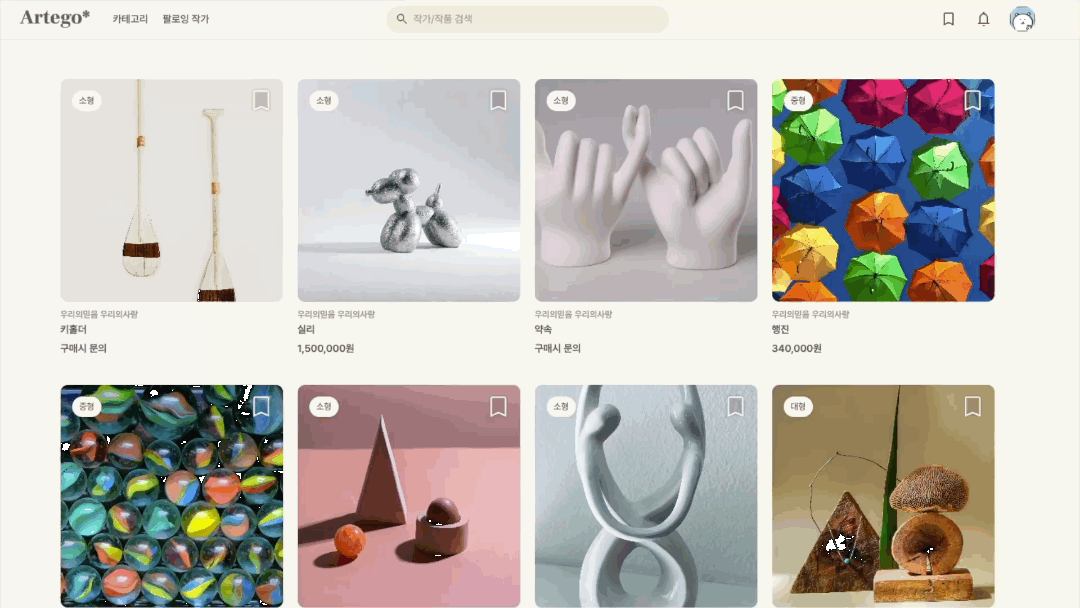 Artego*
카테고리
팔로잉 작가
작가/작품 검색
소형
소형
소형
중형
우리의믿음 우리의사랑
우리의믿음 우리의사랑
우리의믿음 우리의사랑
우리의믿음 우리의사랑
키홀더
실리
약속
행진
구매시 문의
1,500,000원
구매시 문의
340,000원
중형
소형
소형
대형